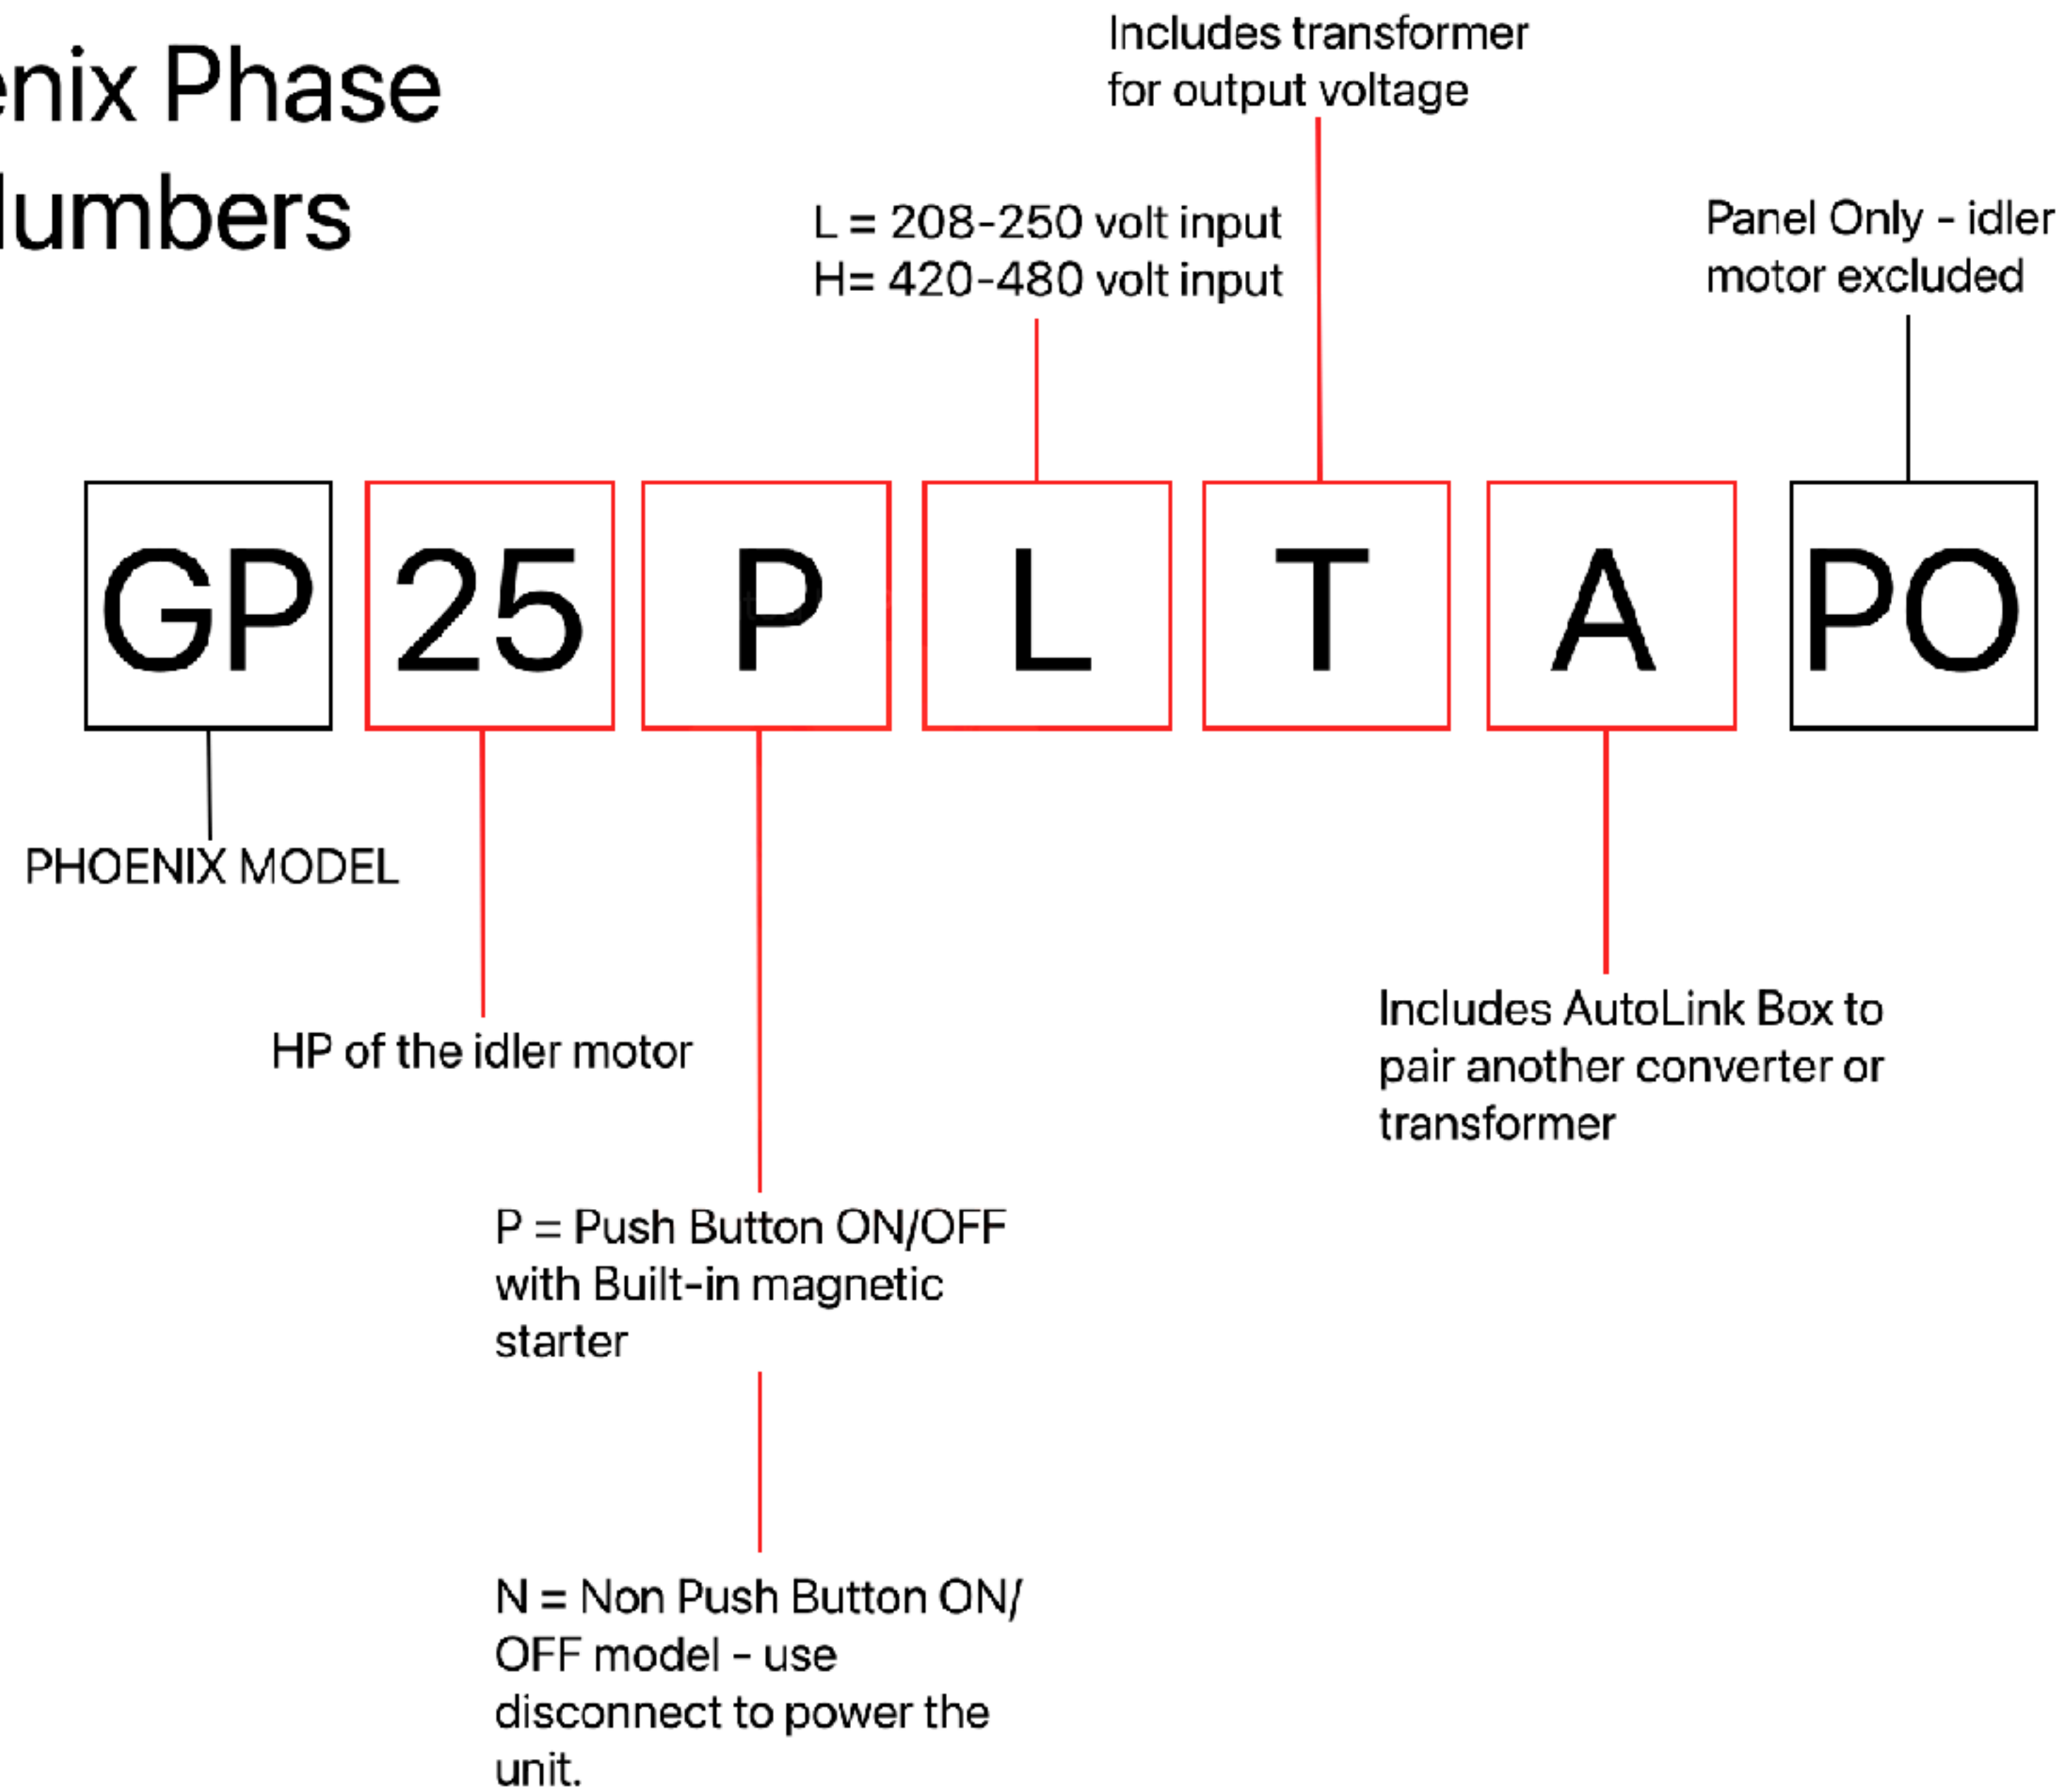 enix Phase
umbers
Includes transformer
for output voltage
L = 208-250 volt input
H= 420-480 volt input
Panel Only - idler
motor excluded
GP 25 P L T A PO
PHOENIX MODEL
HP of the idler motor
Includes AutoLink Box to
pair another converter or
transformer
P = Push Button ON/OFF
with Built-in magnetic
starter
N = Non Push Button ON/
OFF model - use
disconnect to power the
unit.